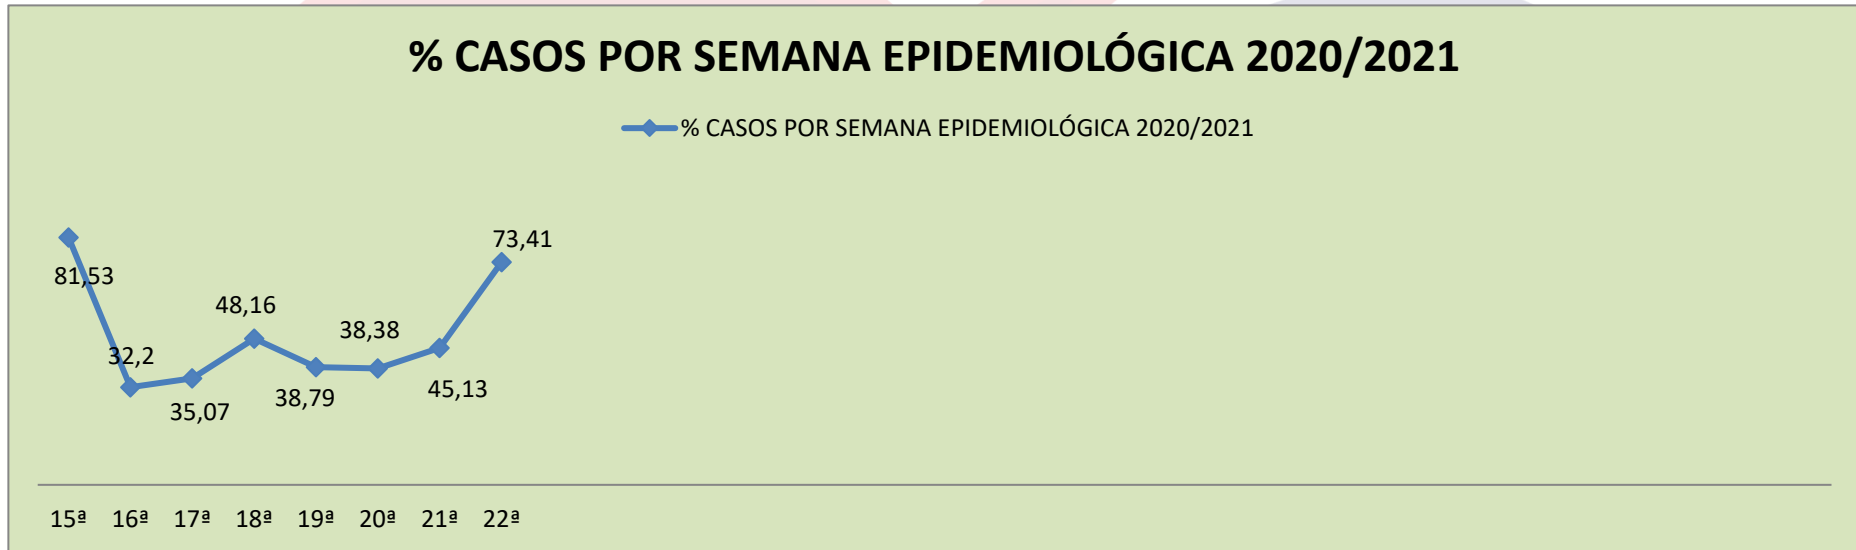 % CASOS POR SEMANA EPIDEMIOLÓGICA 2020/2021
% CASOS POR SEMANA EPIDEMIOLÓGICA 2020/2021
81,53
32,2
35,07
48,16
38,79
38,38
45,13
73,41
15ª 16ª 17ª 18ª 19ª 20ª 21ª 22ª